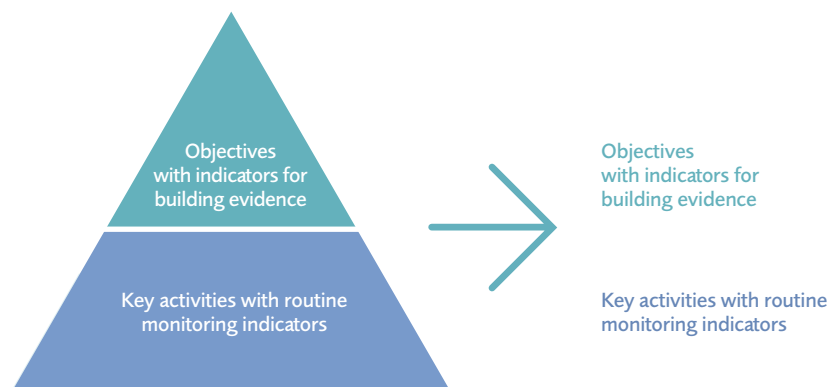 Objectives
with indicators for
building evidence
Key activities with routine
monitoring indicators
Objectives
with indicators for
building evidence
Key activities with routine
monitoring indicators